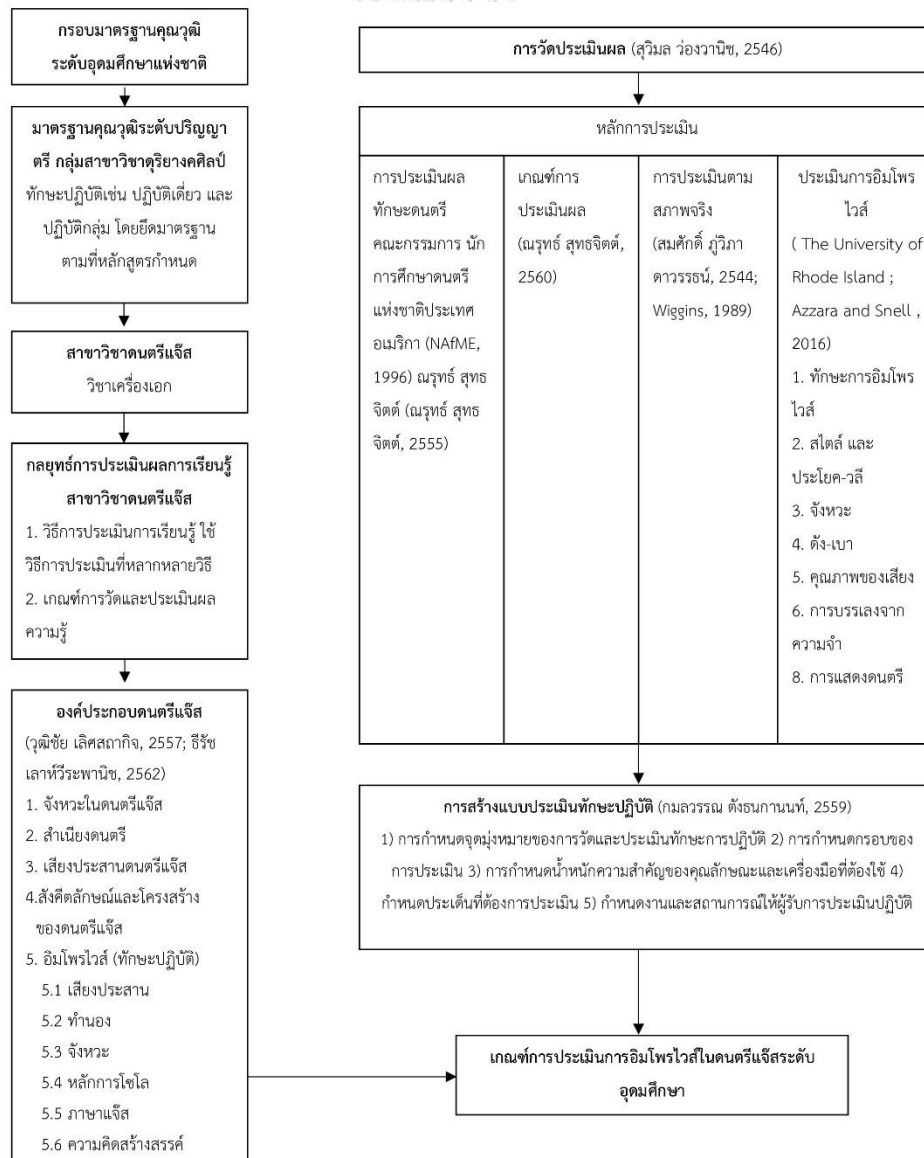 กรอบมาตรฐานคุณวุฒิ
ระดับอุดมศึกษาแห่งชาติ
มาตรฐานคุณวุฒิระดับปริญญา
ตรี กลุ่มสาขาวิชาดุริยางคศิลป์
ทักษะปฏิบัติเช่น ปฏิบัติเดี่ยว และ
ปฏิบัติกลุ่ม โดยยึดมาตรฐาน
ตามที่หลักสูตรกำหนด
สาขาวิชาดนตรีแจ๊ส
วิชาเครื่องเอก
กลยุทธ์การประเมินผลการเรียนรู้
สาขาวิชาดนตรีแจ๊ส
1. วิธีการประเมินการเรียนรู้ ใช้
วิธีการประเมินที่หลากหลายวิธี
2. เกณฑ์การวัดและประเมินผล
ความรู้
องค์ประกอบดนตรีแจ๊ส
(วุฒิชัย เลิศสถากิจ, 2557; ธีรัช
เลาห์วีระพานิช, 2562)
1. จังหวะในดนตรีแจ๊ส
2. สำเนียงดนตรี
3. เสียงประสานดนตรีแจ๊ส
4.สังคีตลักษณ์และโครงสร้าง
ของดนตรีแจ๊ส
5. อิมโพรไวส์ (ทักษะปฏิบัติ)
5.1 เสียงประสาน
5.2 ทำนอง
5.3 จังหวะ
5.4 หลักการโซโล
5.5 ภาษาแจ๊ส
5.6 ความคิดสร้างสรรค์
การวัดประเมินผล (สุวิมล ว่องวานิช, 2546)
หลักการประเมิน
การประเมินผล
ทักษะดนตรี
คณะกรรมการ นัก
การศึกษาดนตรี
แห่งชาติประเทศ
อเมริกา (NAfME,
1996) ณรุทธ์ สุทธ
จิตต์ (ณรุทธ์ สุทธ
จิตต์, 2555)
เกณฑ์การ
ประเมินผล
(ณรุทธ์ สุทธจิตต์,
2560)
การประเมินตาม
สภาพจริง
(สมศักดิ์ ภู่วิภา
ดาวรรธน์, 2544;
Wiggins, 1989)
ประเมินการอิมโพร
ไวส์
( The University of
Rhode Island ;
Azzara and Snell ,
2016)
1. ทักษะการอิมโพร
ไวส์
2. สไตล์ และ
ประโยค-วลี
3. จังหวะ
4. ดัง-เบา
5. คุณภาพของเสียง
6. การบรรเลงจาก
ความจำ
8. การแสดงดนตรี
การสร้างแบบประเมินทักษะปฏิบัติ (กมลวรรณ ตังธนกานนท์, 2559)
1) การกำหนดจุดมุ่งหมายของการวัดและประเมินทักษะการปฏิบัติ 2) การกำหนดกรอบของ
การประเมิน 3) การกำหนดน้ำหนักความสำคัญของคุณลักษณะและเครื่องมือที่ต้องใช้ 4)
กำหนดประเด็นที่ต้องการประเมิน 5) กำหนดงานและสถานการณ์ให้ผู้รับการประเมินปฏิบัติ
เกณฑ์การประเมินการอิมโพรไวส์ในดนตรีแจ๊สระดับ
อุดมศึกษา